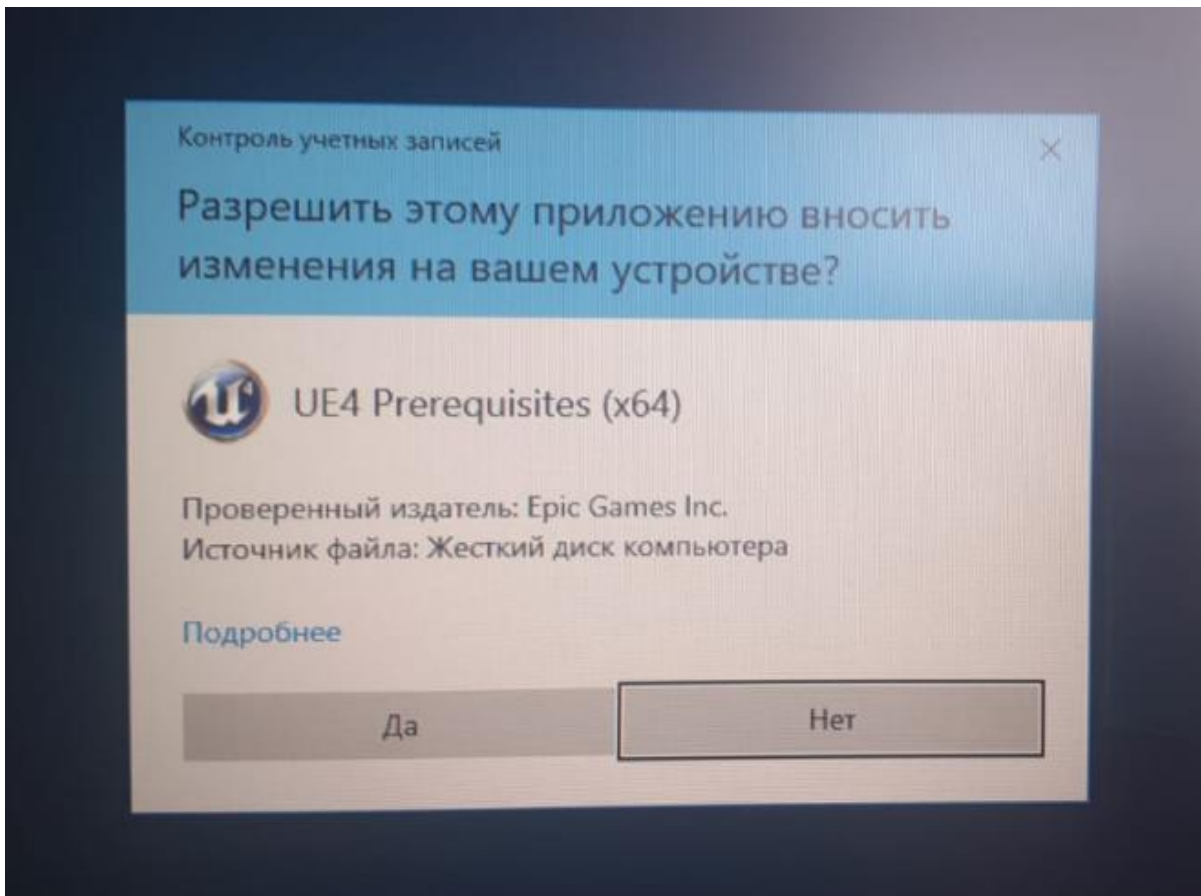 Контроль учетных записей
Разрешить этому приложению вносить
изменения на вашем устройстве?
UE4 Prerequisites (x64)
Проверенный издатель: Epic Games Inc.
Источник файла: Жесткий диск компьютера
Подробнее
Да
Нет